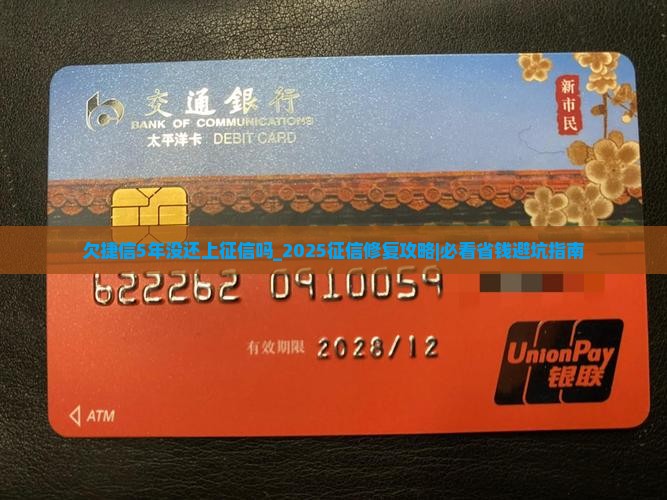 交通銀行
BANK OF COMMUNICATIONS
太平洋卡 DEBIT CARD
新市民
欠捷信5年没还上征信吗_2025征信修复攻略|必看省钱避坑指南
622262 0910059
有效期限 2028/12
UnionPay
银联
ATM